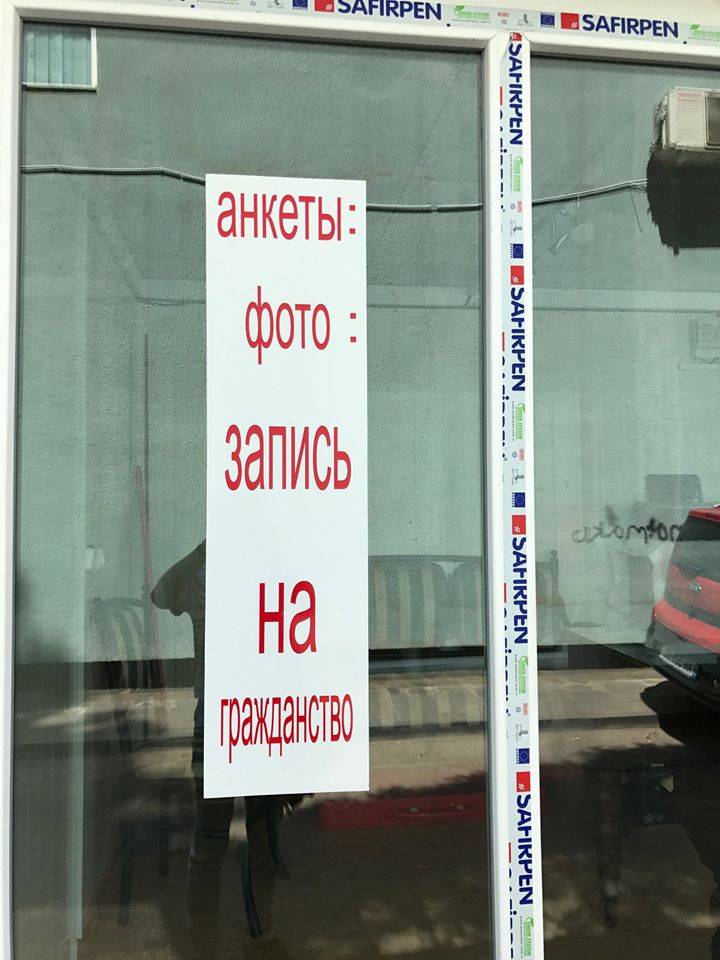 SAFIRPEN
SAFIRPEN
анкеты:
фото :
запись
на
гражданство
SAFIRPEN
SAFIRPEN
SAFIRPEN
SAFIRPEN